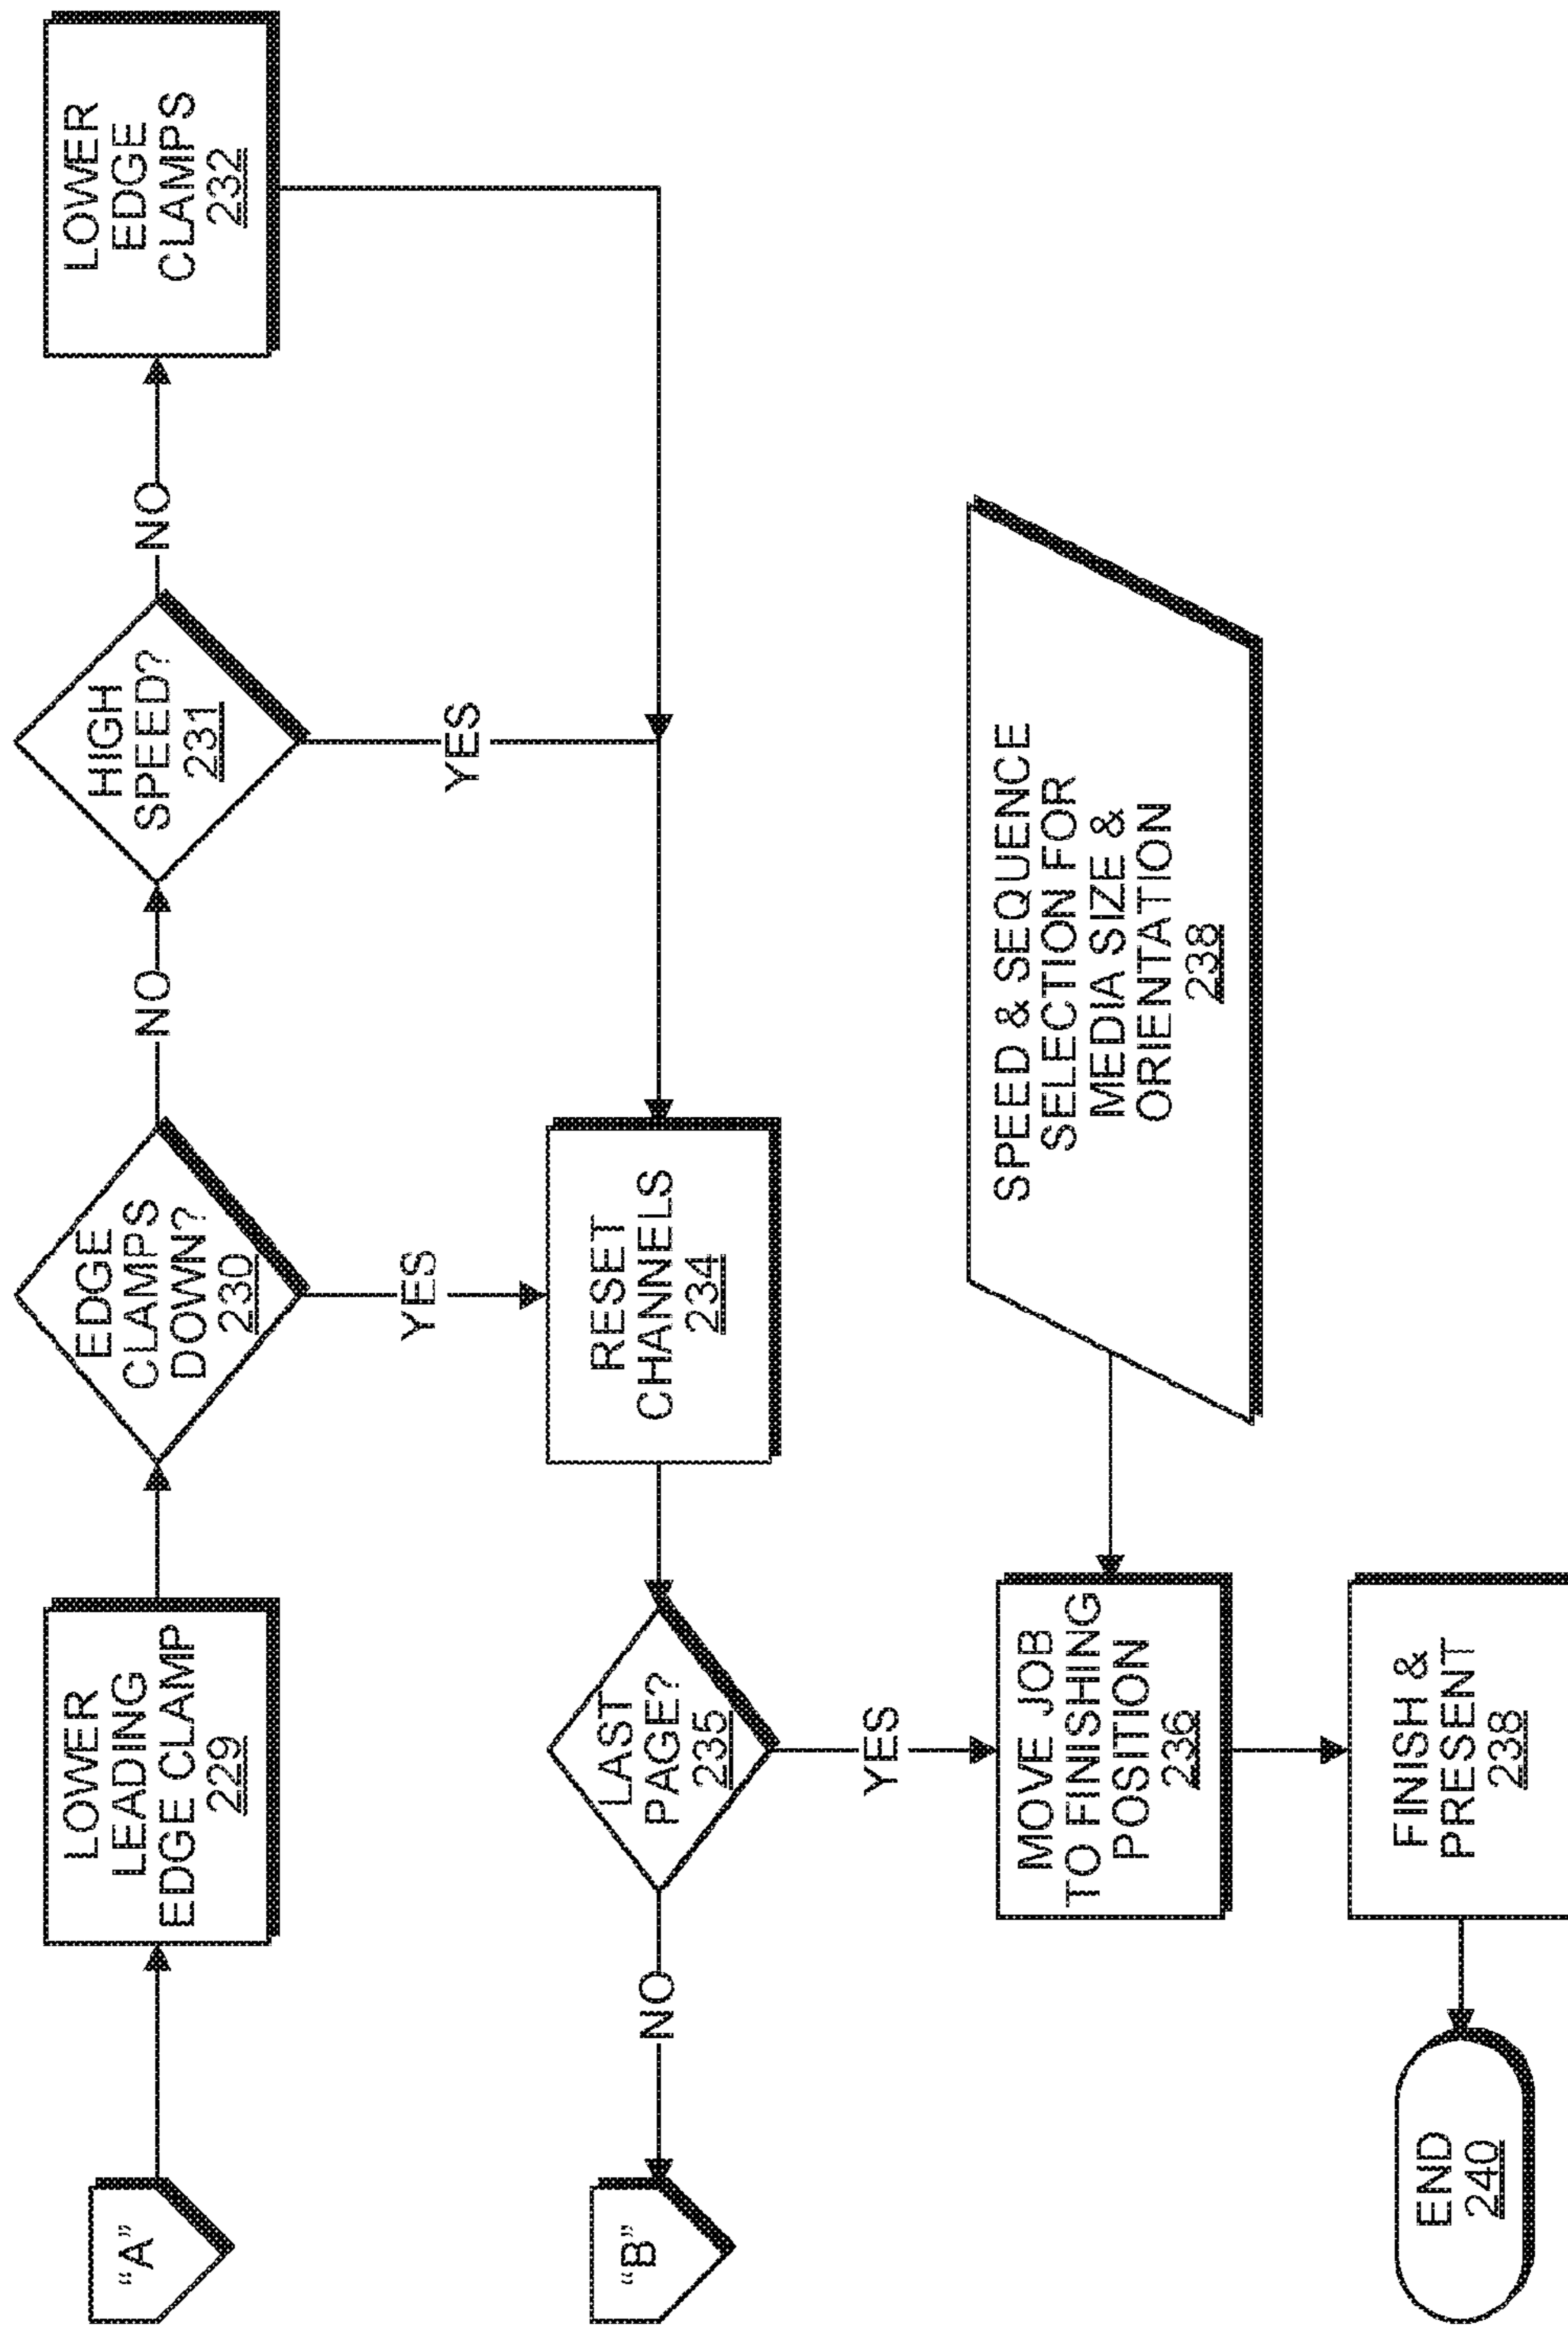 “A”
LOWER
LEADING
EDGE CLAMP
229
EDGE
CLAMPS
DOWN?
230
NO
HIGH
SPEED?
231
NO
LOWER
EDGE
CLAMPS
232
YES
YES
“B”
NO
LAST
PAGE?
235
RESET
CHANNELS
234
YES
MOVE JOB
TO FINISHING
POSITION
236
SPEED & SEQUENCE
SELECTION FOR
MEDIA SIZE &
ORIENTATION
238
END
240
FINISH &
PRESENT
238